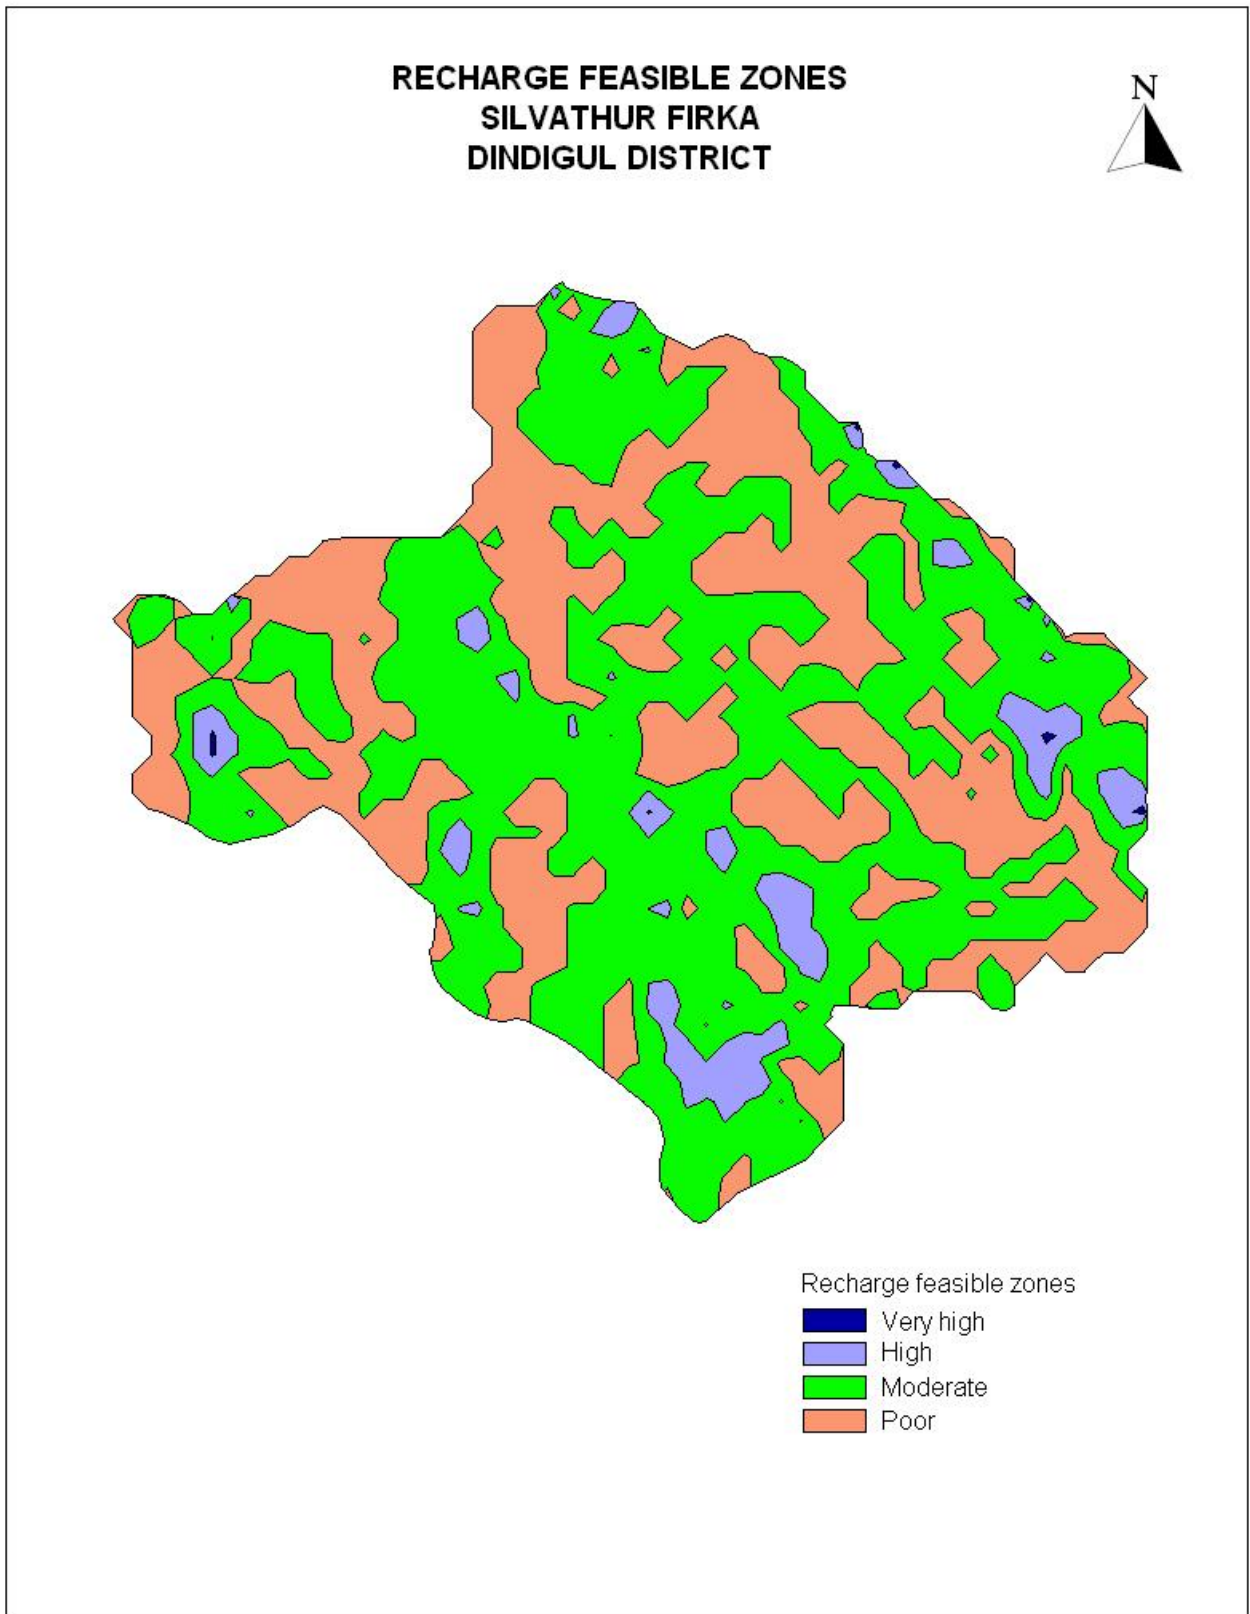 RECHARGE FEASIBLE ZONES
SILVATHUR FIRKA
DINDIGUL DISTRICT
N
Recharge feasible zones
Very high
High
Moderate
Poor